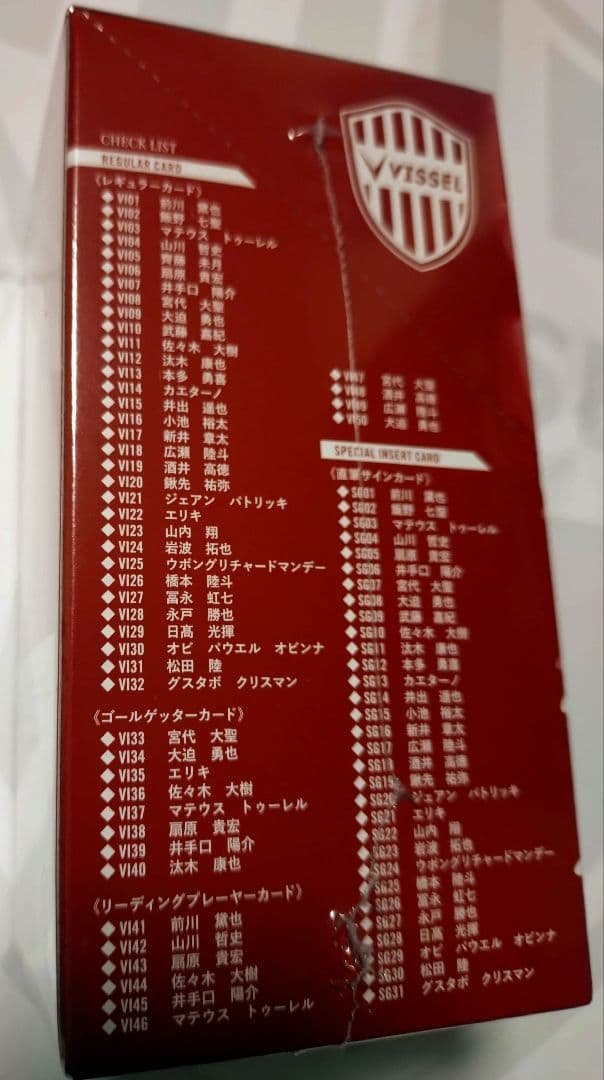 CHECK LIST
REGULAR CARD
《レギュラーカード》
◆ VI01 前川 黛也
◆ VI02 飯野 七聖
◆ VI03 マテウス トゥーレル
◆ VI04 山川 哲史
◆ VI05 齊藤 未月
◆ VI06 扇原 貴宏
◆ VI07 井手口 陽介
◆ VI08 宮代 大聖
◆ VI09 大迫 勇也
◆ VI10 武藤 嘉紀
◆ VI11 佐々木 大樹
◆ VI12 汰木 康也
◆ VI13 本多 勇喜
◆ VI14 カエターノ
◆ VI15 井出 遥也
◆ VI16 小池 裕太
◆ VI17 新井 章太
◆ VI18 広瀬 陸斗
◆ VI19 酒井 高徳
◆ VI20 鍬先 祐弥
◆ VI21 ジェアン パトリッキ
◆ VI22 エリキ
◆ VI23 山内 翔
◆ VI24 岩波 拓也
◆ VI25 ウボングリチャードマンデー
◆ VI26 橋本 陸斗
◆ VI27 冨永 虹七
◆ VI28 永戸 勝也
◆ VI29 日髙 光揮
◆ VI30 オビ パウエル オビンナ
◆ VI31 松田 陸
◆ VI32 グスタボ クリスマン
《ゴールゲッターカード》
◆ VI33 宮代 大聖
◆ VI34 大迫 勇也
◆ VI35 エリキ
◆ VI36 佐々木 大樹
◆ VI37 マテウス トゥーレル
◆ VI38 扇原 貴宏
◆ VI39 井手口 陽介
◆ VI40 汰木 康也
《リーディングプレーヤーカード》
◆ VI41 前川 黛也
◆ VI42 山川 哲史
◆ VI43 扇原 貴宏
◆ VI44 佐々木 大樹
◆ VI45 井手口 陽介
◆ VI46 マテウス トゥーレル
VISSEL
◆ VI47 宮代 大聖
◆ VI48 酒井 高徳
◆ VI49 広瀬 陸斗
◆ VI50 大迫 勇也
SPECIAL INSERT CARD
《直筆サインカード》
◆ SG01 前川 黛也
◆ SG02 飯野 七聖
◆ SG03 マテウス トゥーレル
◆ SG04 山川 哲史
◆ SG05 扇原 貴宏
◆ SG06 井手口 陽介
◆ SG07 宮代 大聖
◆ SG08 大迫 勇也
◆ SG09 武藤 嘉紀
◆ SG10 佐々木 大樹
◆ SG11 汰木 康也
◆ SG12 本多 勇喜
◆ SG13 カエターノ
◆ SG14 井出 遥也
◆ SG15 小池 裕太
◆ SG16 新井 章太
◆ SG17 広瀬 陸斗
◆ SG18 酒井 高徳
◆ SG19 鍬先 祐弥
◆ SG20 ジェアン パトリッキ
◆ SG21 エリキ
◆ SG22 山内 翔
◆ SG23 岩波 拓也
◆ SG24 ウボングリチャードマンデー
◆ SG25 橋本 陸斗
◆ SG26 冨永 虹七
◆ SG27 永戸 勝也
◆ SG28 日髙 光揮
◆ SG29 オビ パウエル オビンナ
◆ SG30 松田 陸
◆ SG31 グスタボ クリスマン